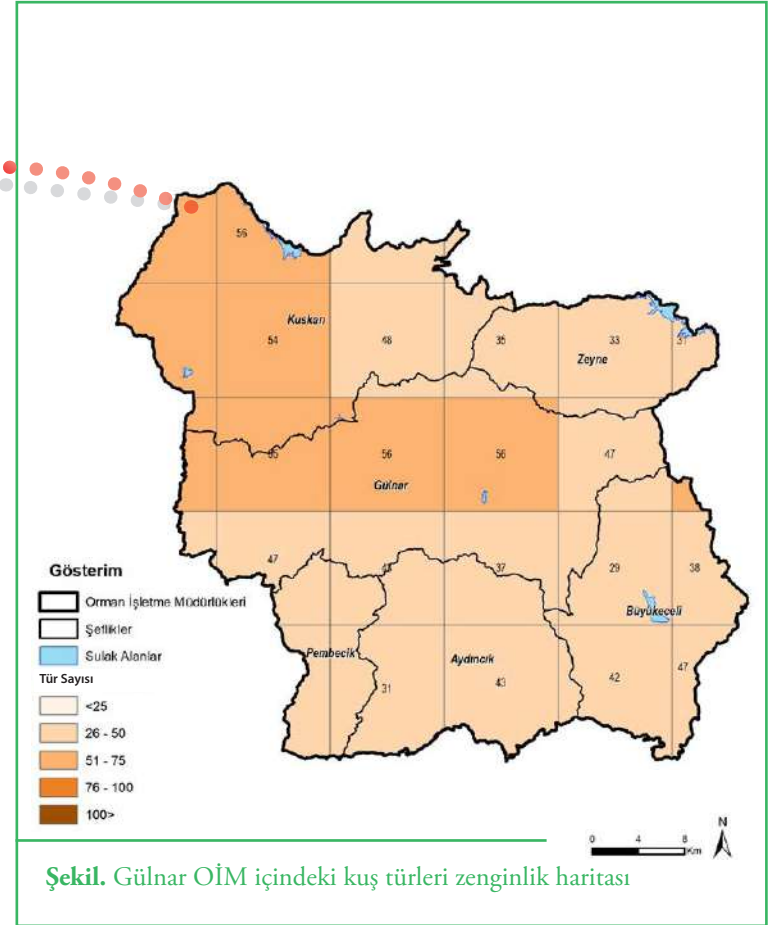 56
Kuskan
54
48
35
33
31
Zeyne
56
56
47
Gülnar
47
37
29
38
Büyükeceli
Pembecik
Aydıncık
31
43
42
47
Gösterim
Orman İşletme Müdürlükleri
Şeflikler
Sulak Alanlar
Tür Sayısı
<25
26 - 50
51 - 75
76 - 100
100>
0 4 8
Km
N
Şekil. Gülnar OİM içindeki kuş türleri zenginlik haritası